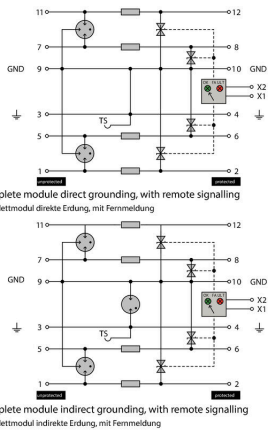 11 12
7 8
GND 9 10 GND
OK FAULT
X2
X1
3 4
TS
5 6
1 2
unprotected protected
plete module direct grounding, with remote signalling
lettmodul direkte Erdung, mit Fernmeldung
11 12
7 8
GND 9 10 GND
OK FAULT
X2
X1
3 4
TS
5 6
1 2
unprotected protected
plete module indirect grounding, with remote signalling
lettmodul indirekte Erdung, mit Fernmeldung